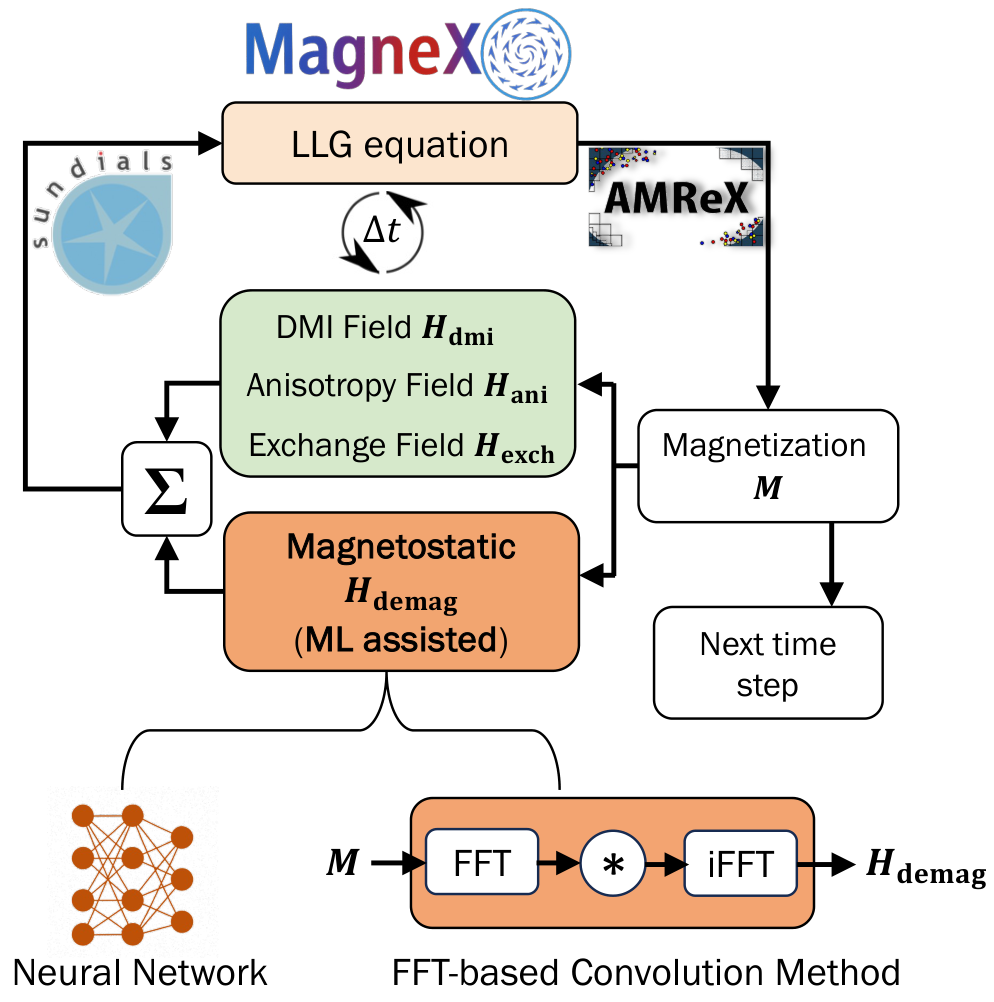 MagneX
LLG equation
sundials
AMReX
Δt
DMI Field H_dmi
Anisotropy Field H_ani
Exchange Field H_exch
Magnetization
M
Σ
Magnetostatic
H_demag
(ML assisted)
Next time
step
M
FFT
*
iFFT
H_demag
Neural Network
FFT-based Convolution Method